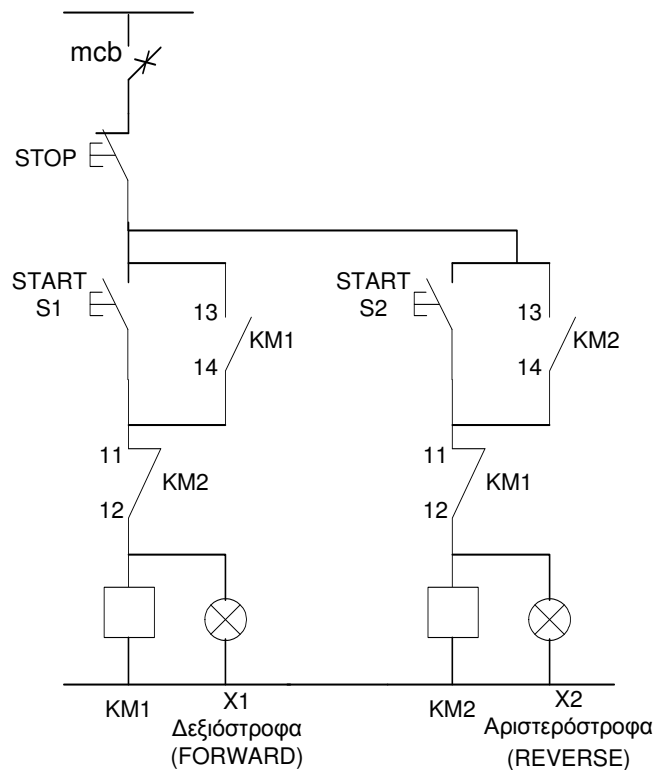 mcb
STOP
START
S1
13
KM1
14
START
S2
13
KM2
14
11
KM2
12
11
KM1
12
KM1
X1
Δεξιόστροφα
(FORWARD)
KM2
X2
Αριστερόστροφα
(REVERSE)